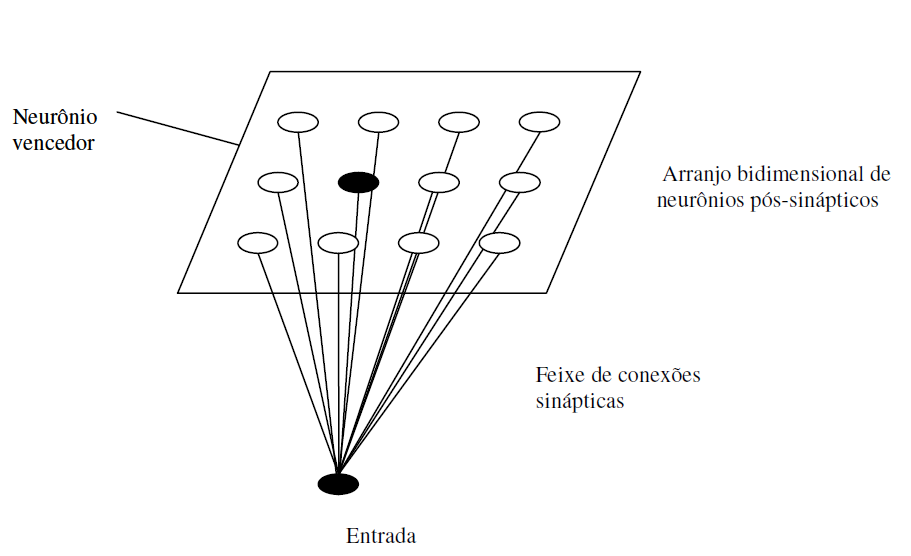 Neurônio
vencedor
Arranjo bidimensional de
neurônios pós-sinápticos
Feixe de conexões
sinápticas
Entrada